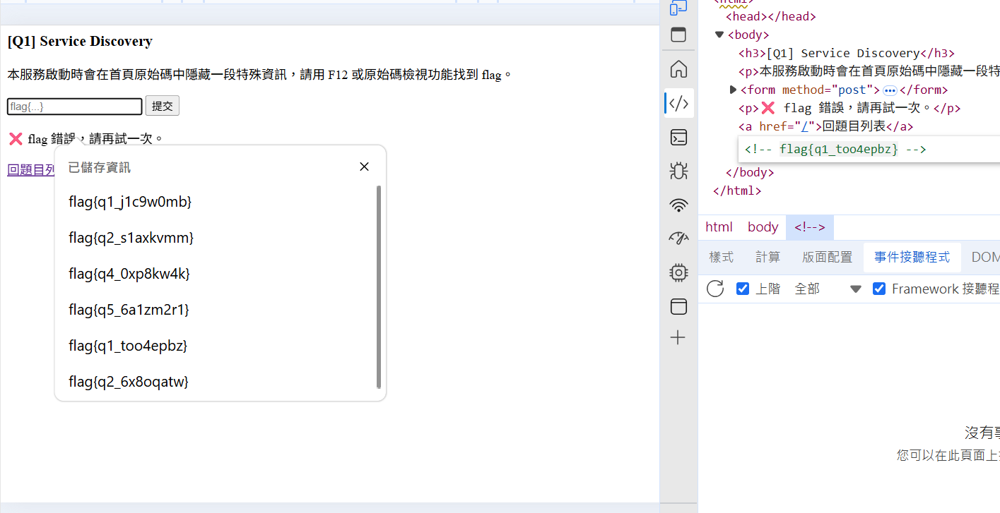 [Q1] Service Discovery
本服務啟動時會在首頁原始碼中隱藏一段特殊資訊，請用 F12 或原始碼檢視功能找到 flag。
flag{...}
提交
❌ flag 錯誤，請再試一次。
回題目列
已儲存資訊
flag{q1_j1c9w0mb}
flag{q2_s1axkvmm}
flag{q4_0xp8kw4k}
flag{q5_6a1zm2r1}
flag{q1_too4epbz}
flag{q2_6x8oqatw}
<html>
<head></head>
<body>
<h3>[Q1] Service Discovery</h3>
<p>本服務啟動時會在首頁原始碼中隱藏一段特
<form method="post"> … </form>
<p>❌ flag 錯誤，請再試一次。</p>
<a href="/">回題目列表</a>
<!-- flag{q1_too4epbz} -->
</body>
</html>
html body <!-->
樣式 計算 版面配置 事件接聽程式 DOM
上階 全部 Framework 接聽程
沒有
您可以在此頁面上